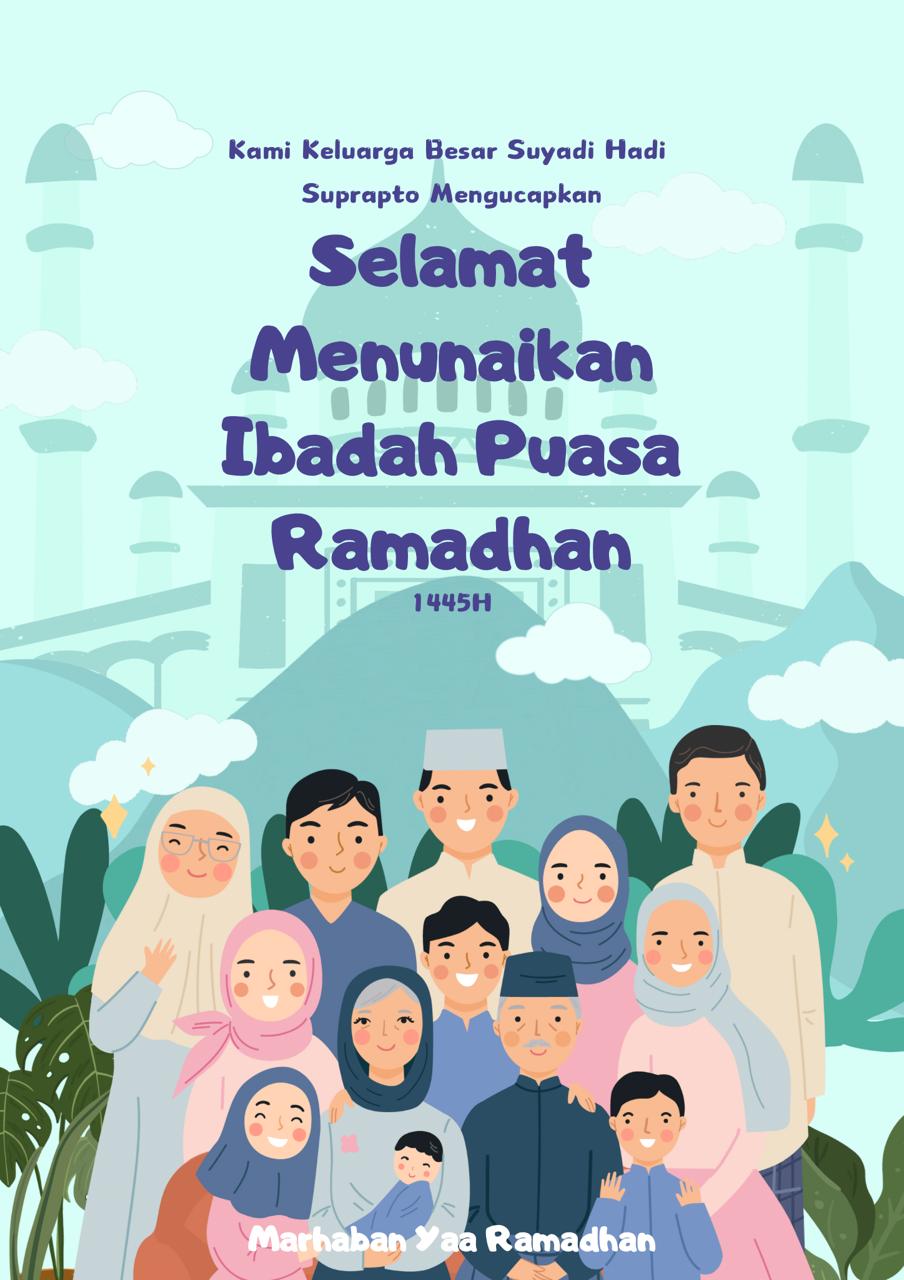 Kami Keluarga Besar Suyadi Hadi
Suprapto Mengucapkan
Selamat
Menunaikan
Ibadah Puasa
Ramadhan
1445H
Marhaban Yaa Ramadhan